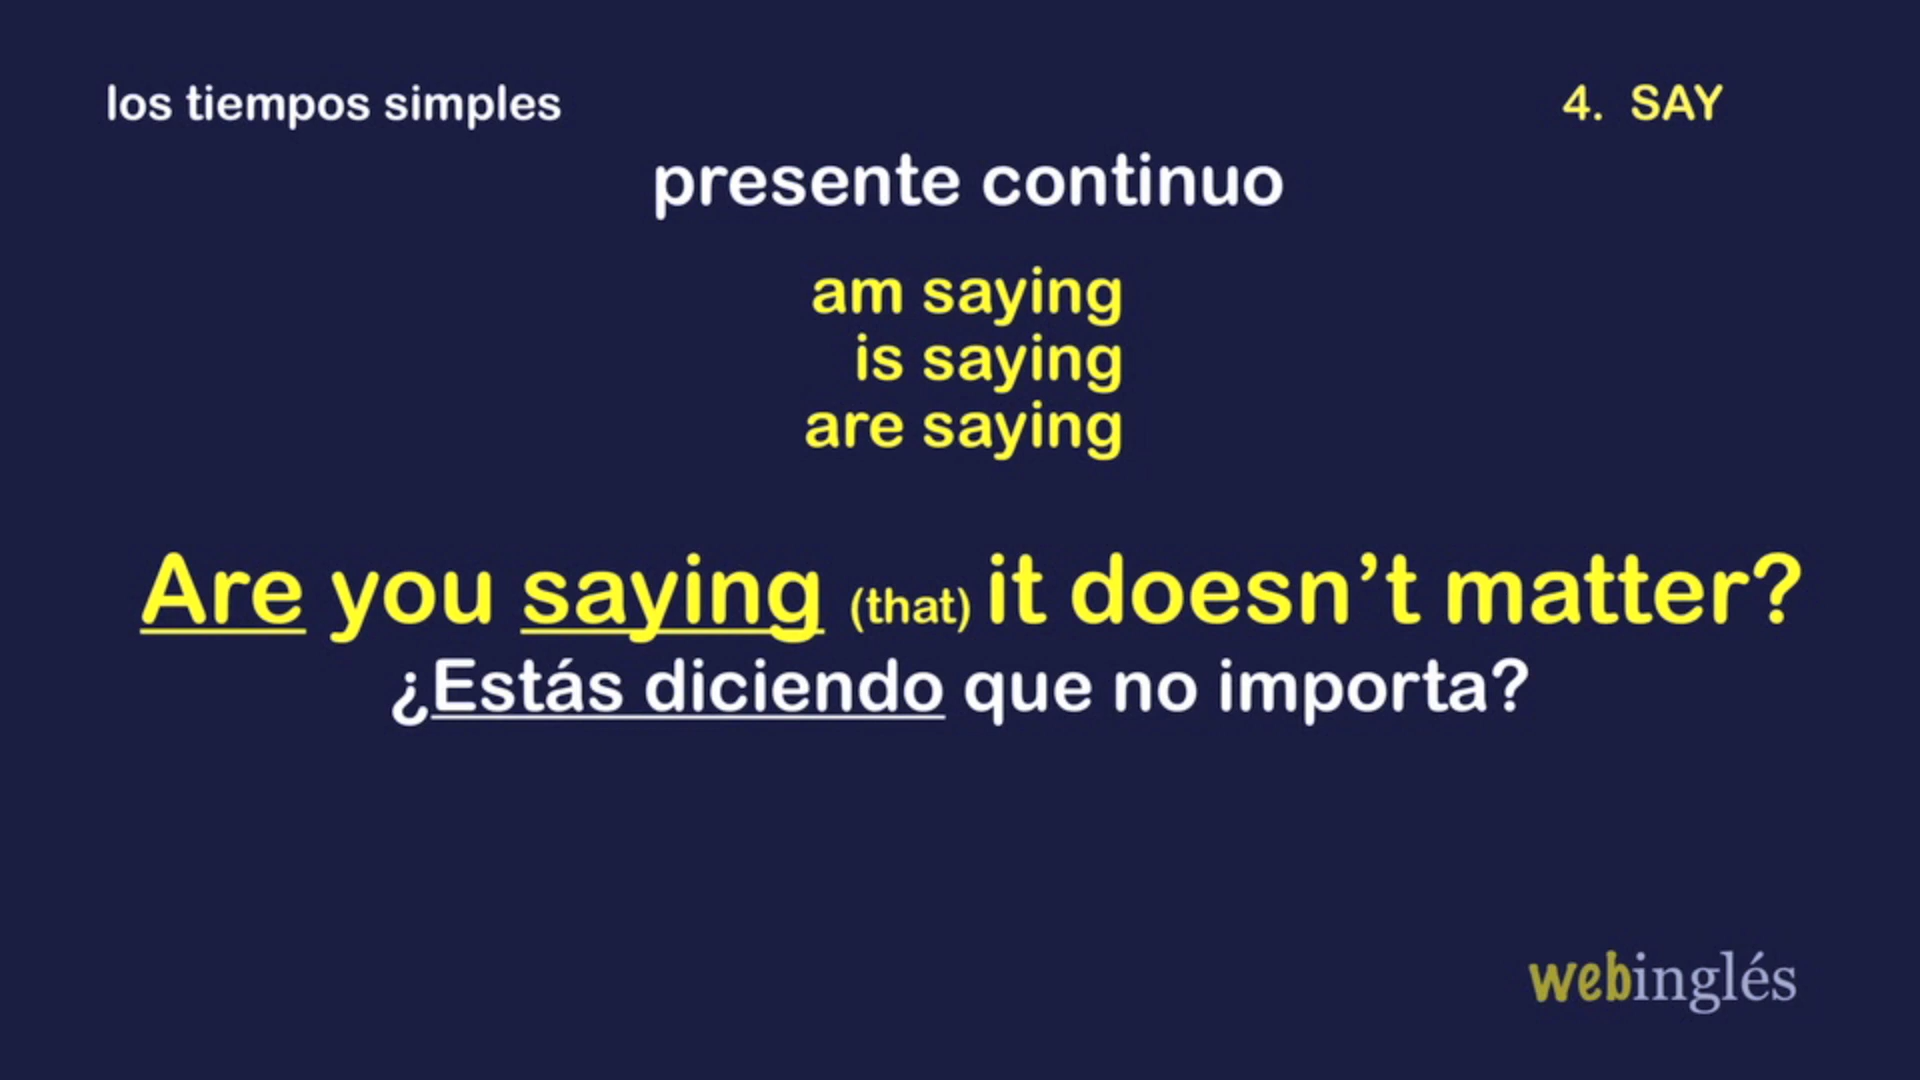 los tiempos simples
4. SAY
presente continuo
am saying
is saying
are saying
Are you saying (that) it doesn’t matter?
¿Estás diciendo que no importa?
webinglés